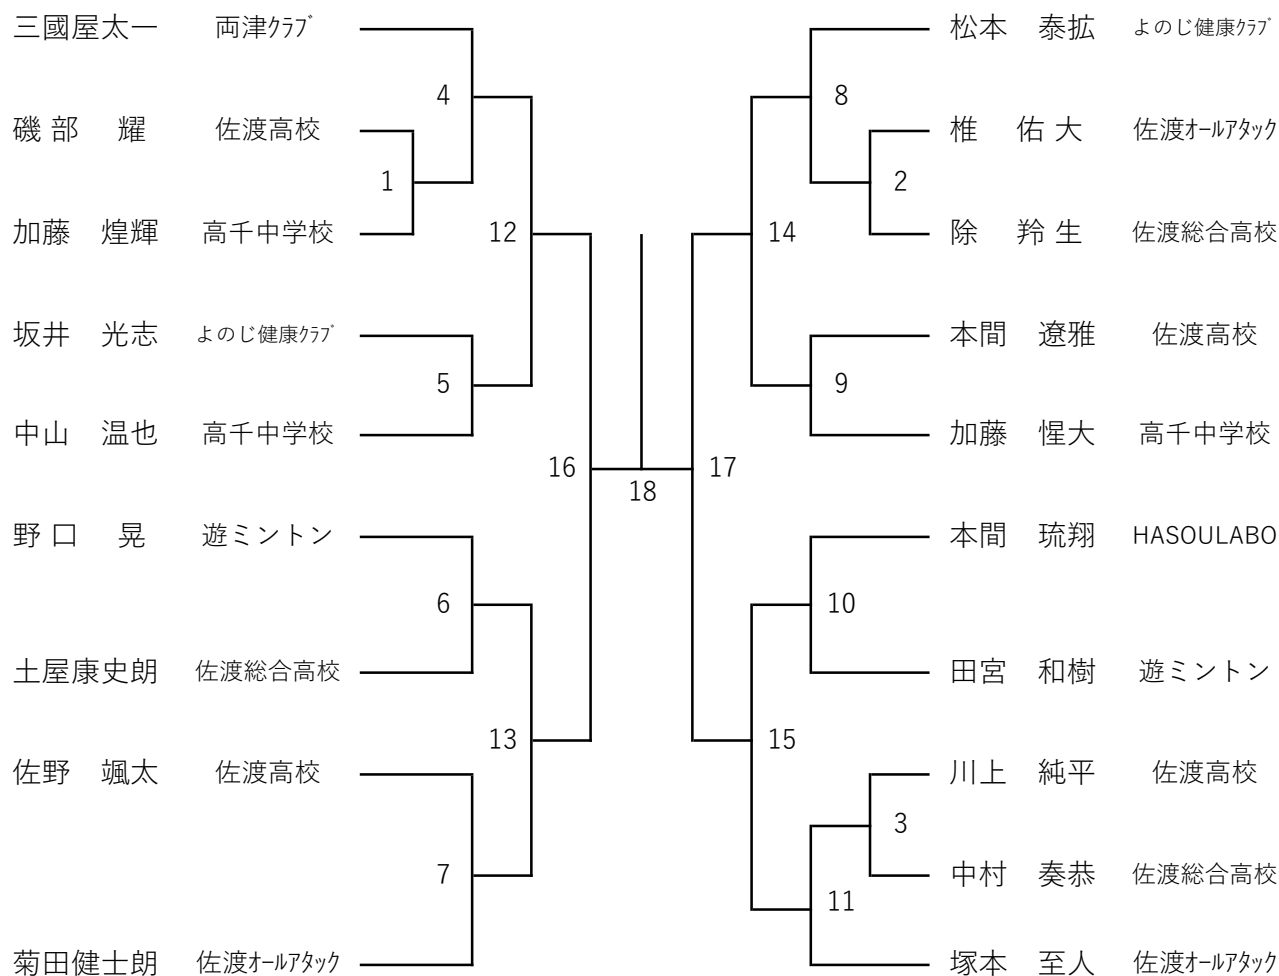 三國屋太一 両津ｸﾗﾌﾞ
4
磯部 耀 佐渡高校
1
加藤 煌輝 高千中学校
12
坂井 光志 よのじ健康ｸﾗﾌﾞ
5
中山 温也 高千中学校
16
野口 晃 遊ミントン
6
土屋康史朗 佐渡総合高校
13
佐野 颯太 佐渡高校
7
菊田健士朗 佐渡ｵｰﾙｱﾀｯｸ
18
松本 泰拡 よのじ健康ｸﾗﾌﾞ
8
椎 佑大 佐渡ｵｰﾙｱﾀｯｸ
2
除 羚生 佐渡総合高校
14
本間 遼雅 佐渡高校
9
加藤 惺大 高千中学校
17
本間 琉翔 HASOULABO
10
田宮 和樹 遊ミントン
15
川上 純平 佐渡高校
3
中村 奏恭 佐渡総合高校
11
塚本 至人 佐渡ｵｰﾙｱﾀｯｸ